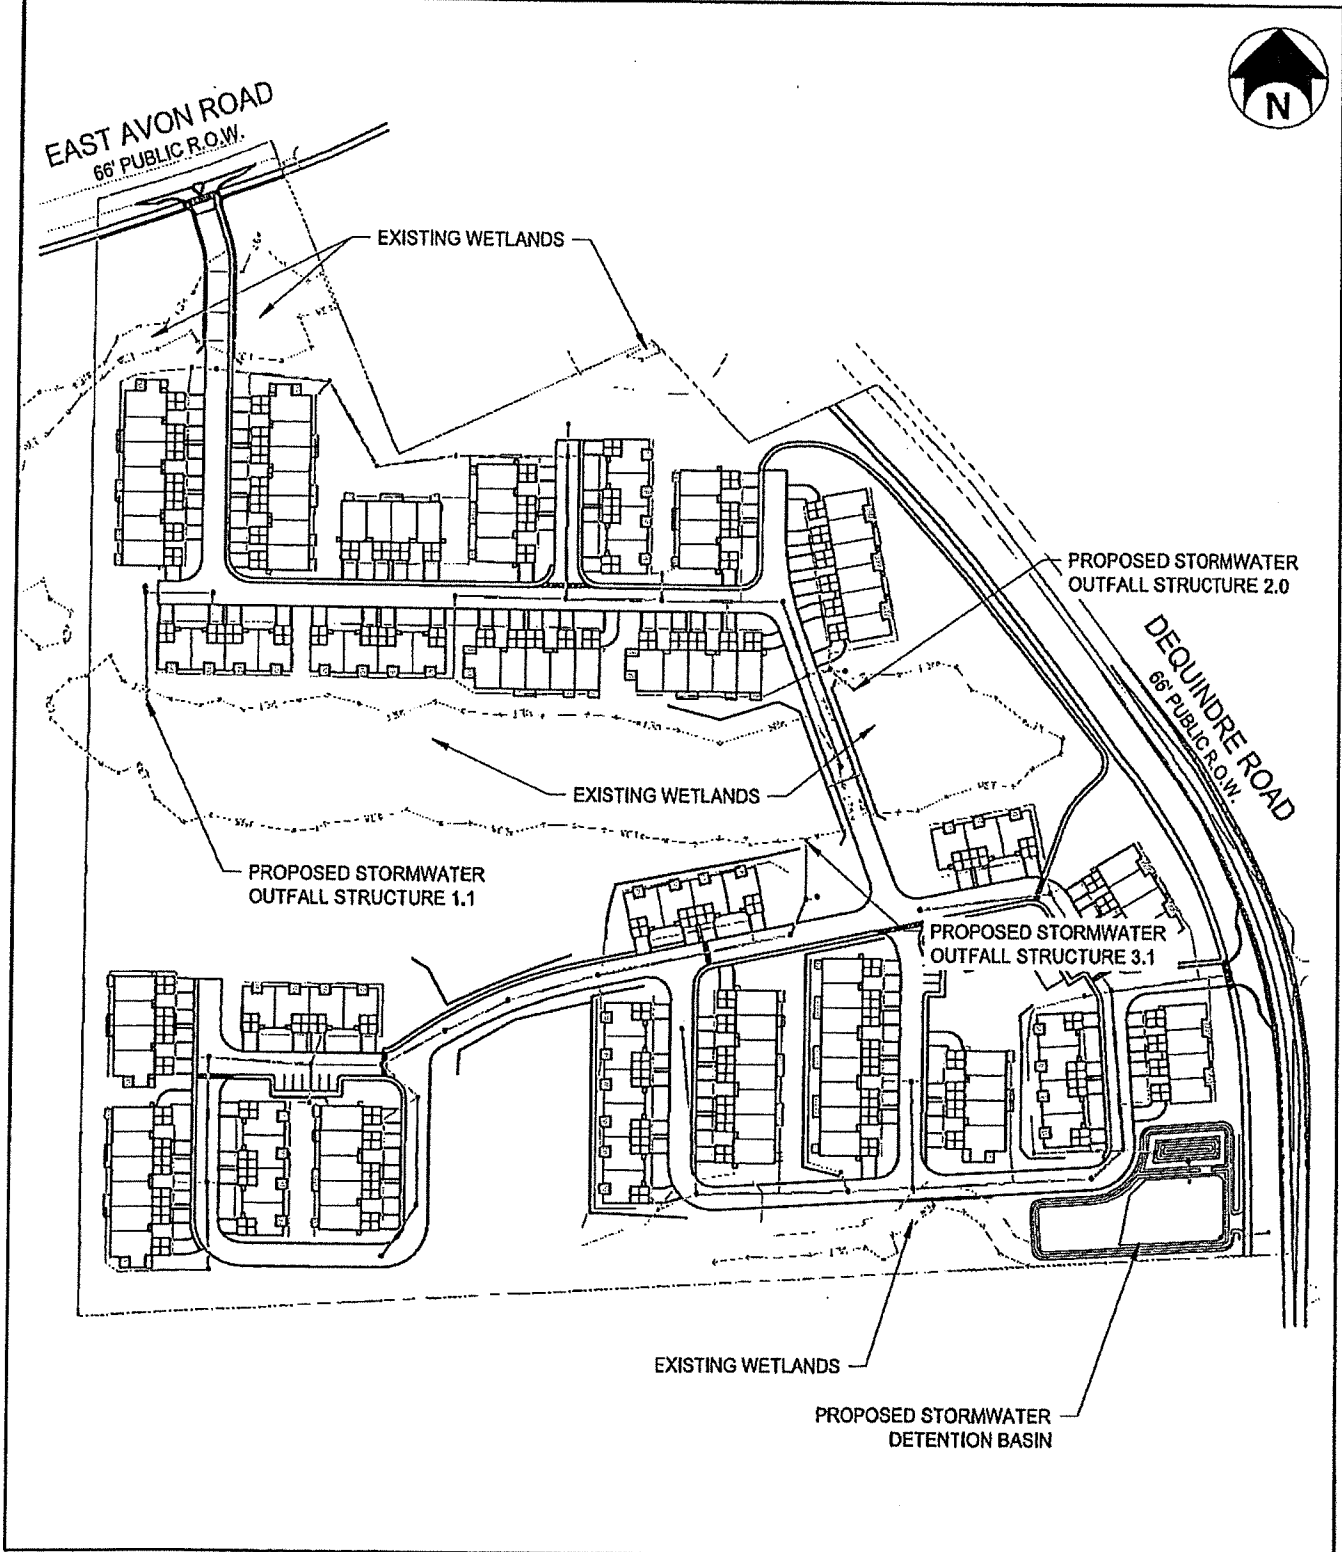 N
EAST AVON ROAD
66' PUBLIC R.O.W.
EXISTING WETLANDS
PROPOSED STORMWATER
OUTFALL STRUCTURE 2.0
DEQUINDRE ROAD
66' PUBLIC R.O.W.
EXISTING WETLANDS
PROPOSED STORMWATER
OUTFALL STRUCTURE 1.1
PROPOSED STORMWATER
OUTFALL STRUCTURE 3.1
EXISTING WETLANDS
PROPOSED STORMWATER
DETENTION BASIN